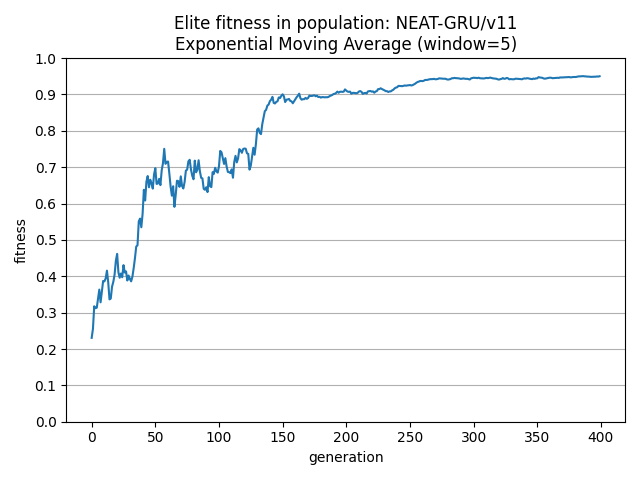 Elite fitness in population: NEAT-GRU/v11
Exponential Moving Average (window=5)
1.0
0.9
0.8
0.7
0.6
0.5
0.4
0.3
0.2
0.1
0.0
fitness
0 50 100 150 200 250 300 350 400
generation